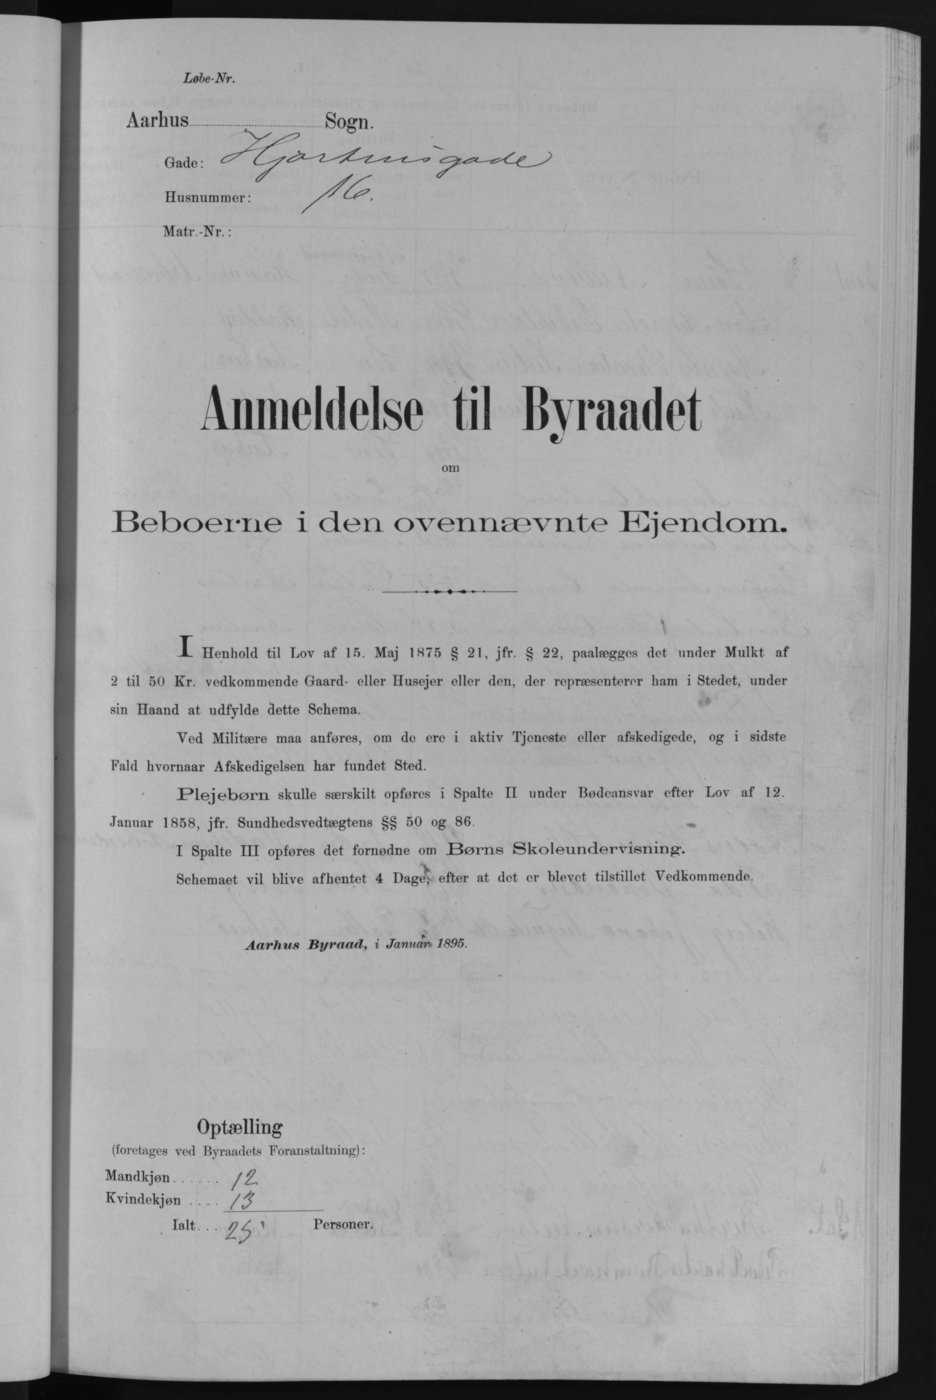 Løbe-Nr.
Aarhus Sogn.
Gade: Hjortensgade
Husnummer: 16.
Matr.-Nr.:
Anmeldelse til Byraadet
om
Beboerne i den ovennævnte Ejendom.
I Henhold til Lov af 15. Maj 1875 § 21, jfr. § 22, paalægges det under Mulkt af
2 til 50 Kr. vedkommende Gaard- eller Husejer eller den, der repræsenterer ham i Stedet, under
sin Haand at udfylde dette Schema.
Ved Militære maa anføres, om de ere i aktiv Tjeneste eller afskedigede, og i sidste
Fald hvornaar Afskedigelsen har fundet Sted.
Plejebørn skulle særskilt opføres i Spalte II under Bødeansvar efter Lov af 12.
Januar 1858, jfr. Sundhedsvedtægtens §§ 50 og 86.
I Spalte III opføres det fornødne om Børns Skoleundervisning.
Schemaet vil blive afhentet 4 Dage, efter at det er blevet tilstillet Vedkommende.
Aarhus Byraad, i Januar 1895.
Optælling
(foretages ved Byraadets Foranstaltning):
Mandkjøn...... 12
Kvindekjøn .... 13
Ialt... 25 Personer.